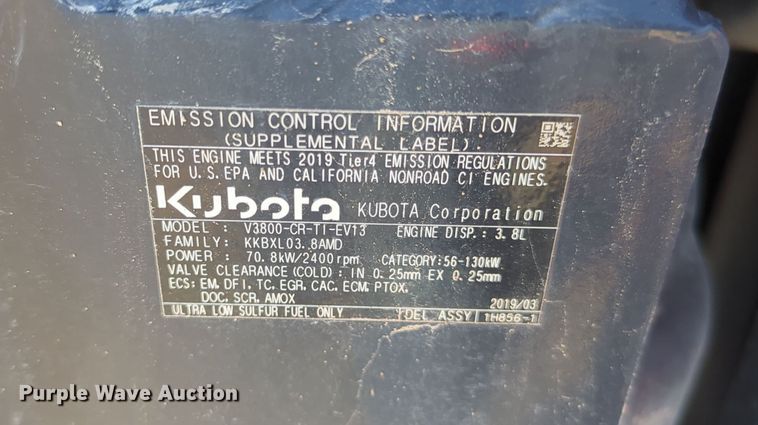 EMISSION CONTROL INFORMATION
(SUPPLEMENTAL LABEL).
THIS ENGINE MEETS 2019 Tier4 EMISSION REGULATIONS
FOR U.S. EPA AND CALIFORNIA NONROAD CI ENGINES.
Kubota KUBOTA Corporation
MODEL : V3800-CR-TI-EV13 ENGINE DISP.: 3.8L
FAMILY: KKBXL03.8AMD
POWER : 70.8kW/2400rpm CATEGORY:56-130kW
VALVE CLEARANCE (COLD) : IN 0.25mm EX 0.25mm
ECS: EM, DFI, TC, EGR, CAC, ECM, PTOX,
DOC, SCR, AMOX 2019/03
ULTRA LOW SULFUR FUEL ONLY ASSY 1H856-1
Purple Wave Auction